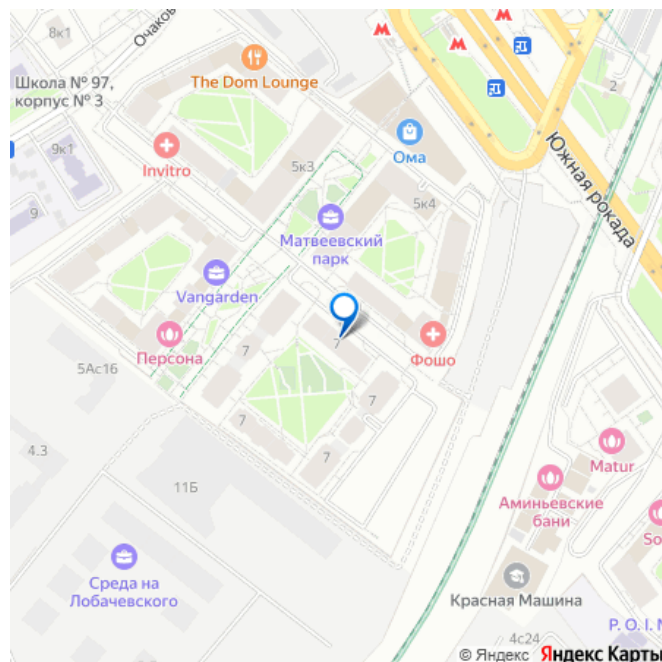 8к1
Очаков
The Dom Lounge
Школа № 97,
корпус № 3
9к1
Invitro
5к3
Ома
2
Южная рокада
9
5к4
Матвеевский
парк
Vangarden
Персона
7
7
Фошо
5Ас16
7
7
7
4.3
11Б
Matur
Аминьевские
бани
So
Среда на
Лобачевского
Красная Машина
P. O. I. N
4с24
© Яндекс Яндекс Карты